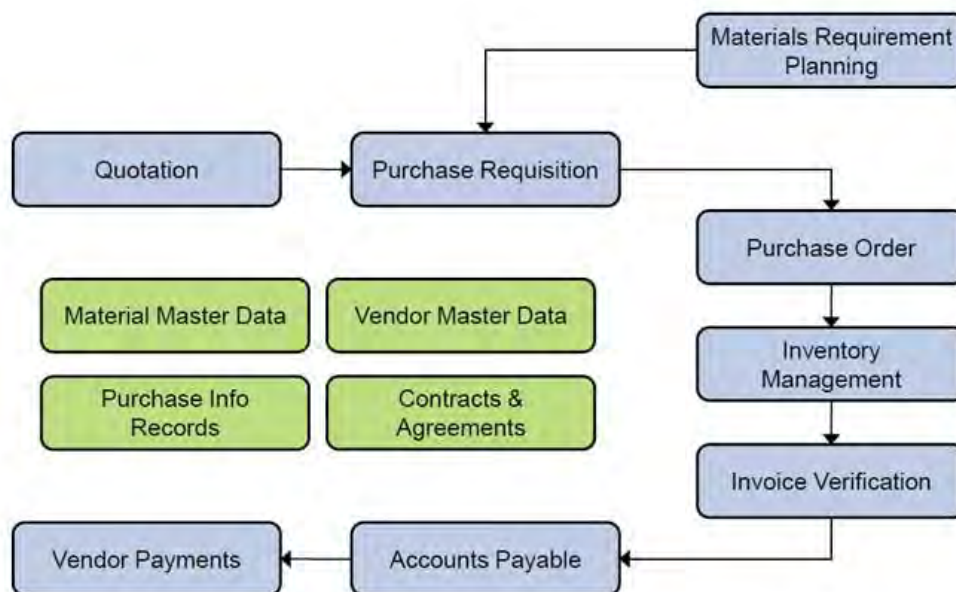 Materials Requirement
Planning
Quotation
Purchase Requisition
Purchase Order
Material Master Data
Vendor Master Data
Inventory
Management
Purchase Info
Records
Contracts &
Agreements
Invoice Verification
Vendor Payments
Accounts Payable